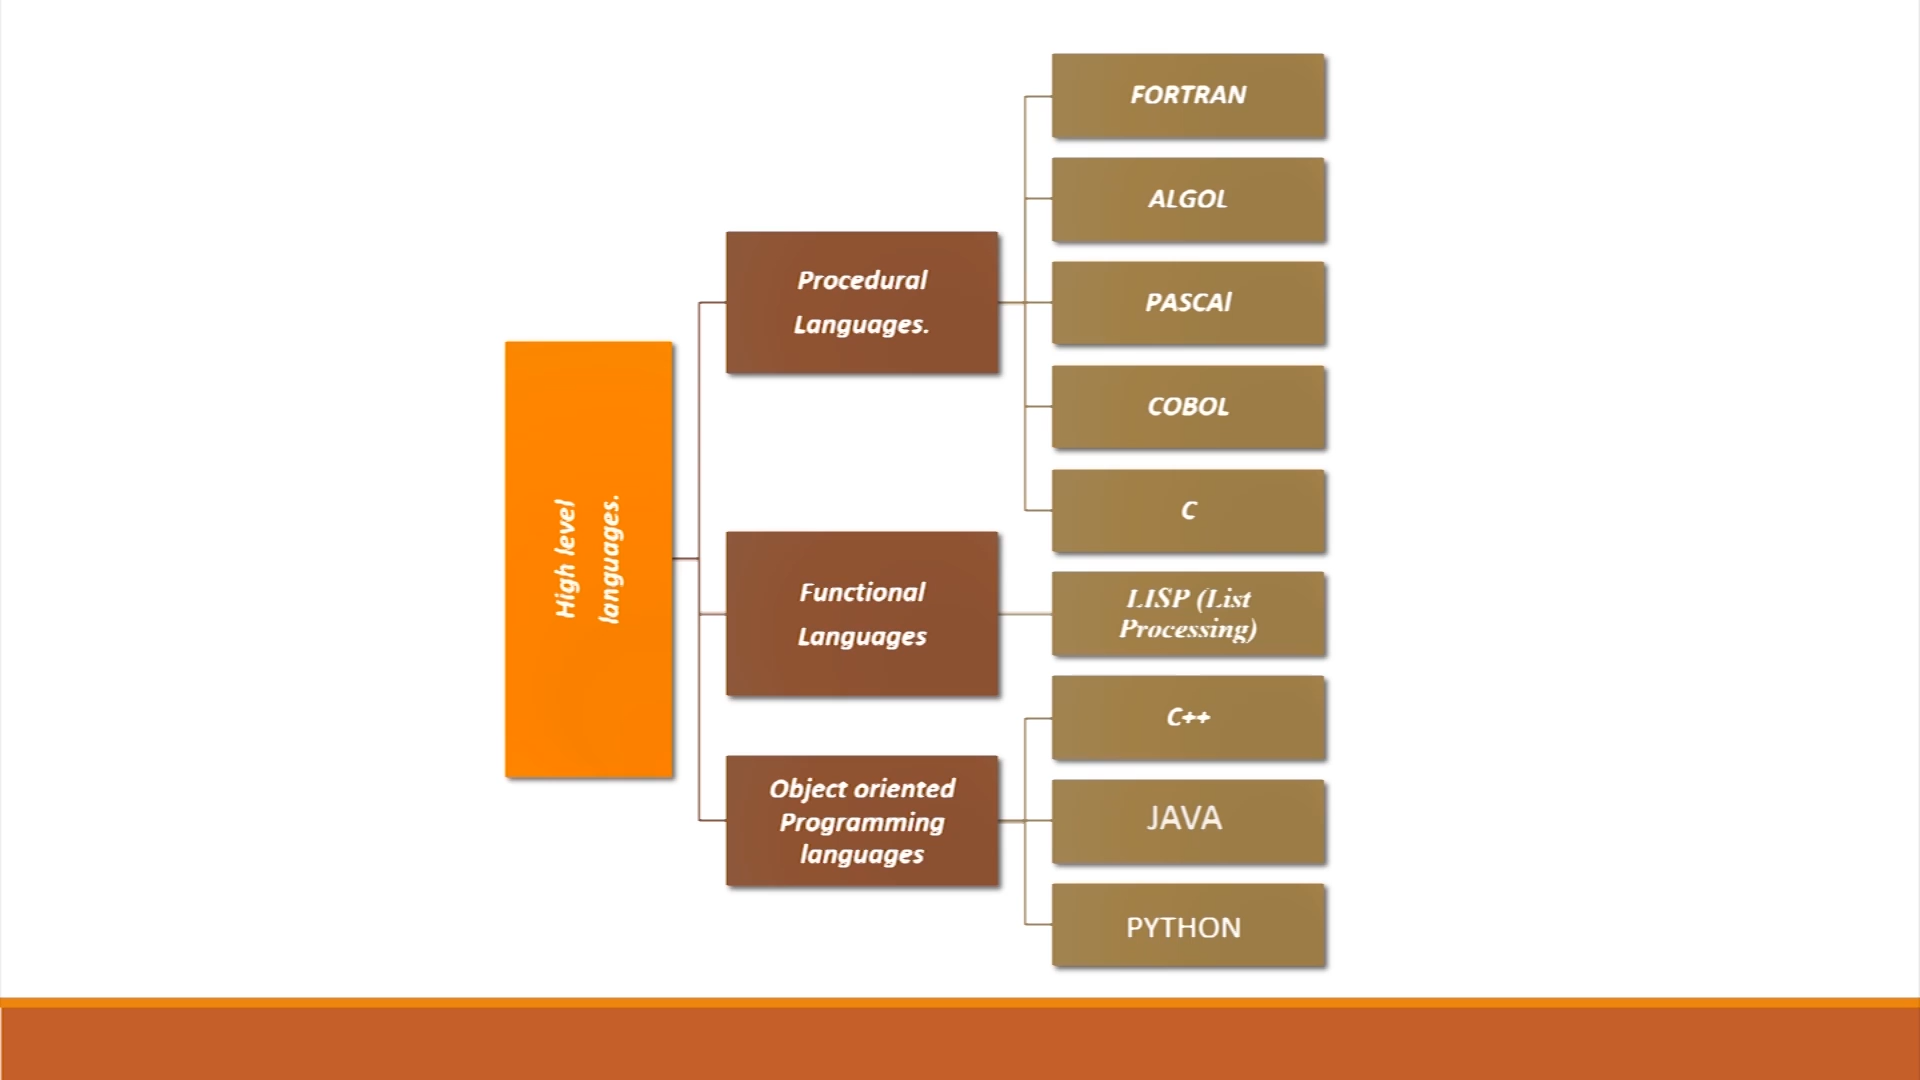 High level
languages.
Procedural
Languages.
FORTRAN
ALGOL
PASCAl
COBOL
C
Functional
Languages
LISP (List
Processing)
Object oriented
Programming
languages
C++
JAVA
PYTHON